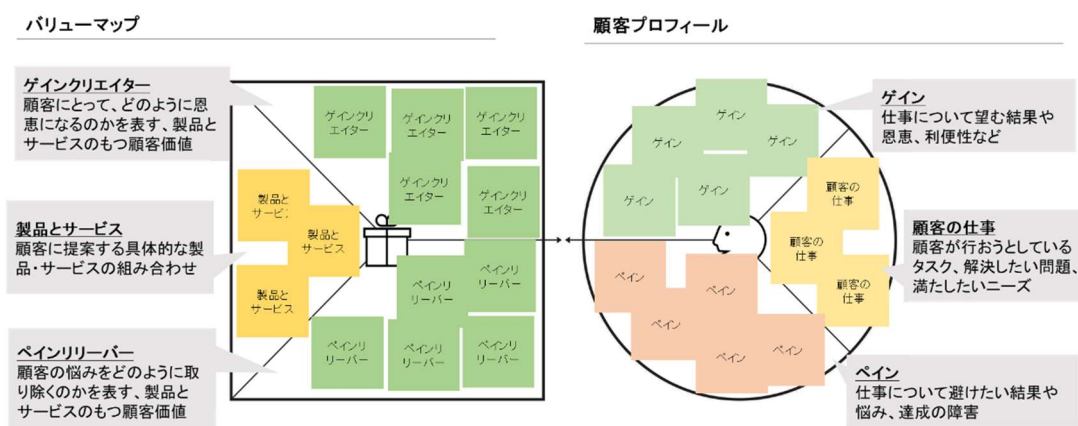 バリューマップ
顧客プロフィール
ゲインクリエイター
顧客にとって、どのように恩
恵になるのかを表す、製品と
サービスのもつ顧客価値
製品とサービス
顧客に提案する具体的な製
品・サービスの組み合わせ
ペインリリーバー
顧客の悩みをどのように取
り除くのかを表す、製品と
サービスのもつ顧客価値
ゲインクリ
エイター
ゲインクリ
エイター
ゲインクリ
エイター
ゲインクリ
エイター
ゲインクリ
エイター
製品と
サービス
製品と
サービス
製品と
サービス
ペインリ
リーバー
ペインリ
リーバー
ペインリ
リーバー
ペインリ
リーバー
ペインリ
リーバー
ゲイン
ゲイン
ゲイン
ゲイン
ゲイン
顧客の
仕事
顧客の
仕事
顧客の
仕事
ペイン
ペイン
ペイン
ペイン
ペイン
ゲイン
仕事について望む結果や
恩恵、利便性など
顧客の仕事
顧客が行おうとしている
タスク、解決したい問題、
満たしたいニーズ
ペイン
仕事について避けたい結果や
悩み、達成の障害